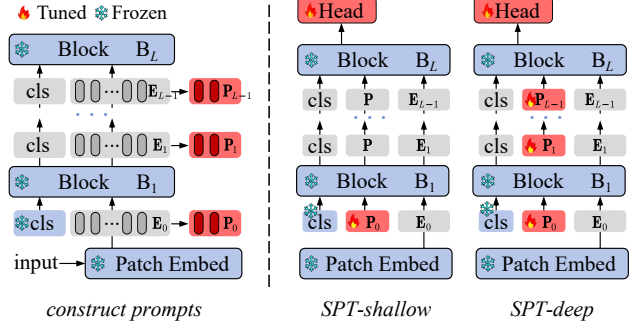 Tuned Frozen
Block B_L
cls ... E_{L-1} P_{L-1}
...
cls ... E_1 P_1
Block B_1
cls ... E_0 P_0
input Patch Embed
construct prompts
Head
Block B_L
cls P E_{L-1}
...
cls P E_1
Block B_1
cls P_0 E_0
Patch Embed
SPT-shallow
Head
Block B_L
cls P_{L-1} E_{L-1}
...
cls P_1 E_1
Block B_1
cls P_0 E_0
Patch Embed
SPT-deep